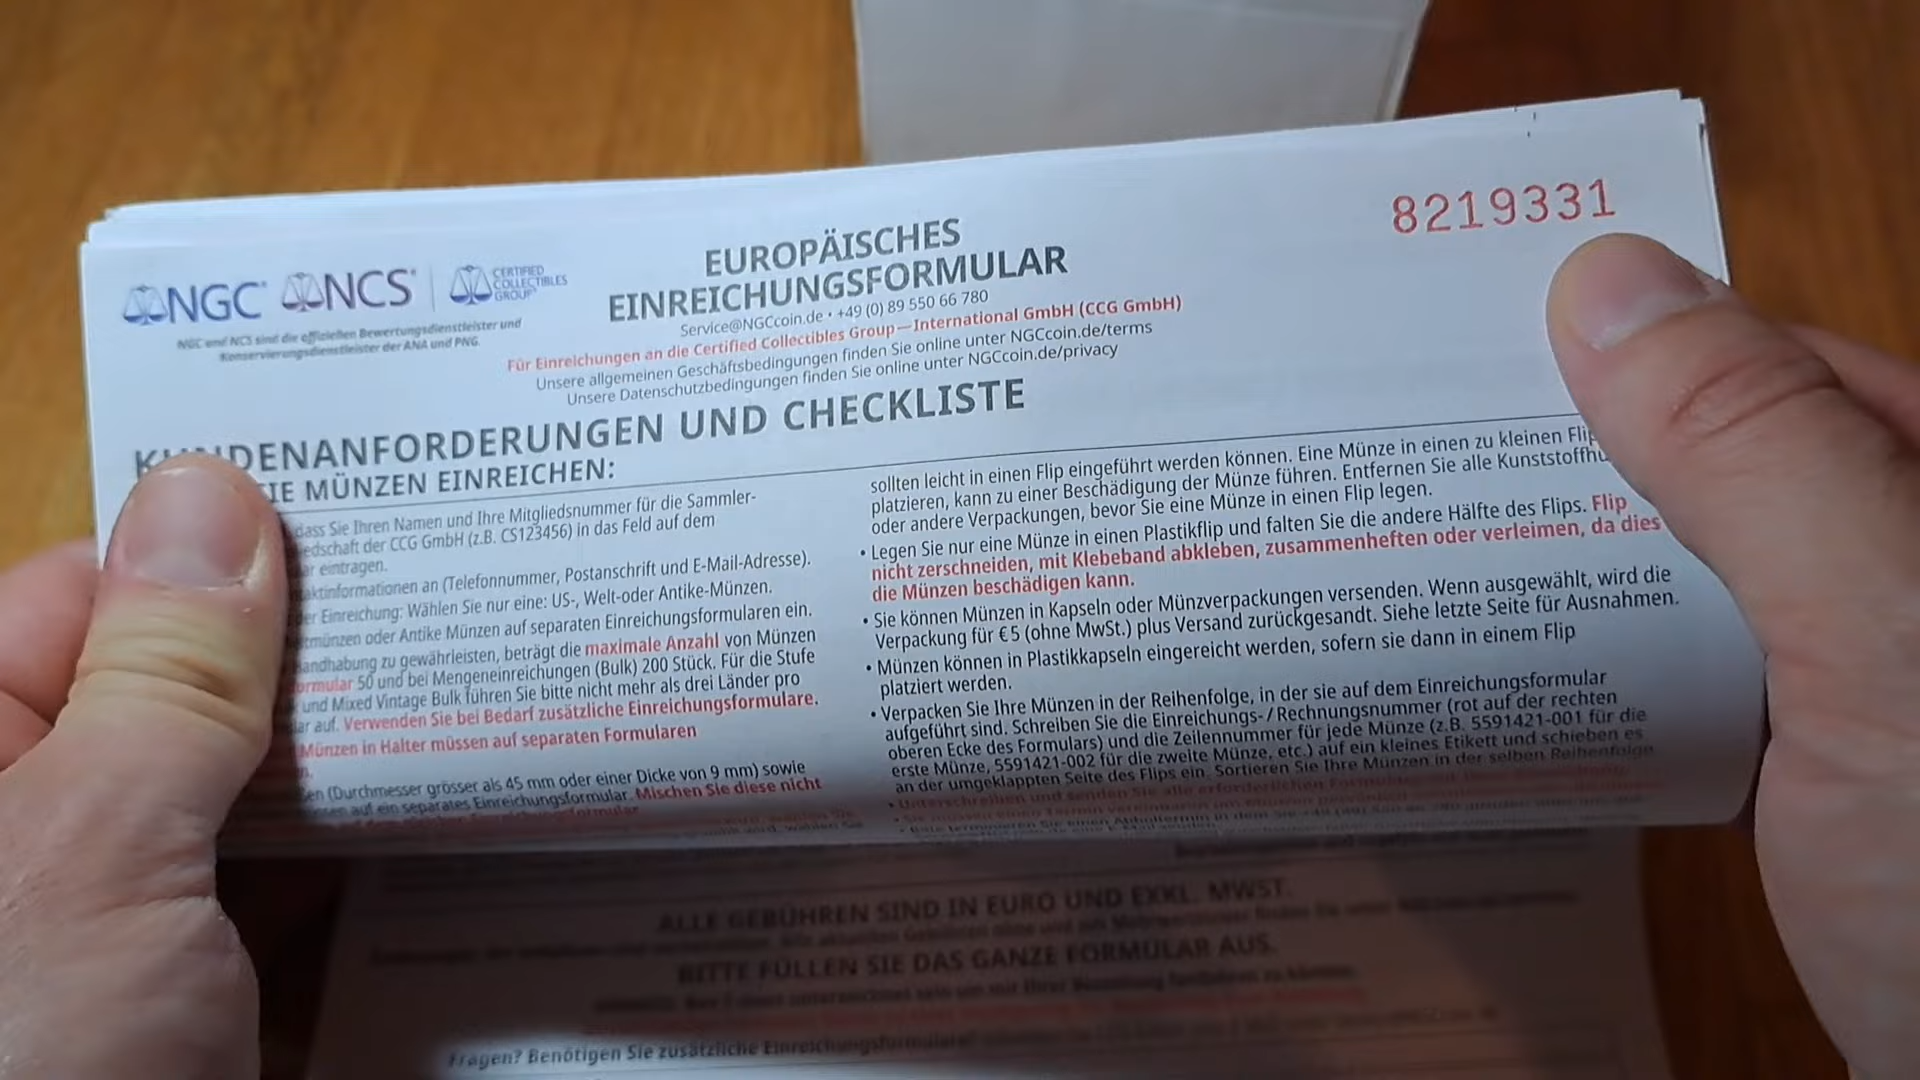 8219331
NGC NCS CERTIFIED
COLLECTIBLES
GROUP
NGC und NCS sind die offiziellen Bewertungsdienstleister und
Konservierungsdienstleister der ANA und PNG.
EUROPÄISCHES
EINREICHUNGSFORMULAR
Service@NGCcoin.de • +49 (0) 89 550 66 780
Für Einreichungen an die Certified Collectibles Group—International GmbH (CCG GmbH)
Unsere allgemeinen Geschäftsbedingungen finden Sie online unter NGCcoin.de/terms
Unsere Datenschutzbedingungen finden Sie online unter NGCcoin.de/privacy
KUNDENANFORDERUNGEN UND CHECKLISTE
SIE MÜNZEN EINREICHEN:
dass Sie Ihren Namen und Ihre Mitgliedsnummer für die Sammler-
der CCG GmbH (z.B. CS123456) in das Feld auf dem
eintragen.
an (Telefonnummer, Postanschrift und E-Mail-Adresse).
der Einreichung: Wählen Sie nur eine: US-, Welt-oder Antike-Münzen.
oder Antike Münzen auf separaten Einreichungsformularen ein.
zu gewährleisten, beträgt die maximale Anzahl von Münzen
50 und bei Mengeneinreichungen (Bulk) 200 Stück. Für die Stufe
und Mixed Vintage Bulk führen Sie bitte nicht mehr als drei Länder pro
auf. Verwenden Sie bei Bedarf zusätzliche Einreichungsformulare.
Münzen in Halter müssen auf separaten Formularen
(Durchmesser grösser als 45 mm oder einer Dicke von 9 mm) sowie
auf ein separates Einreichungsformular. Mischen Sie diese nicht
sollten leicht in einen Flip eingeführt werden können. Eine Münze in einen zu kleinen Flip
platzieren, kann zu einer Beschädigung der Münze führen. Entfernen Sie alle
oder andere Verpackungen, bevor Sie eine Münze in einen Flip legen.
• Legen Sie nur eine Münze in einen Plastikflip und falten Sie die andere Hälfte des Flips. Flip
nicht zerschneiden, mit Klebeband abkleben, zusammenheften oder verleimen, da dies
die Münzen beschädigen kann.
• Sie können Münzen in Kapseln oder Münzverpackungen versenden. Wenn ausgewählt, wird die
Verpackung für € 5 (ohne MwSt.) plus Versand zurückgesandt. Siehe letzte Seite für Ausnahmen.
• Münzen können in Plastikkapseln eingereicht werden, sofern sie dann in einem Flip
platziert werden.
• Verpacken Sie Ihre Münzen in der Reihenfolge, in der sie auf dem Einreichungsformular
aufgeführt sind. Schreiben Sie die Einreichungs-/Rechnungsnummer (rot auf der rechten
oberen Ecke des Formulars) und die Zeilennummer für jede Münze (z.B. 5591421-001 für die
erste Münze, 5591421-002 für die zweite Münze, etc.) auf ein kleines Etikett und schieben es
an der umgeklappten Seite des Flips ein. Sortieren Sie Ihre Münzen in der selben Reihenfolge
ALLE GEBÜHREN SIND IN EURO UND EXKL. MWST.
BITTE FÜLLEN SIE DAS GANZE FORMULAR AUS.
Fragen? Benötigen Sie zusätzliche Einreichungsformulare?